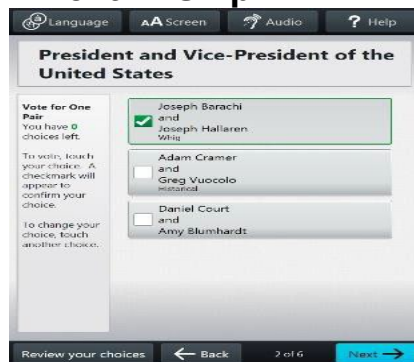 Language
AA Screen
Audio
? Help
President and Vice-President of the
United States
Vote for One
Pair
You have 0
choices left.
To vote, touch
your choice. A
checkmark will
appear to
confirm your
choice.
To change your
choice, touch
another choice.
Joseph Barachi
and
Joseph Hallaren
Whig
Adam Cramer
and
Greg Vuocolo
Historical
Daniel Court
and
Amy Blumhardt
Review your choices
← Back
2 of 6
Next →